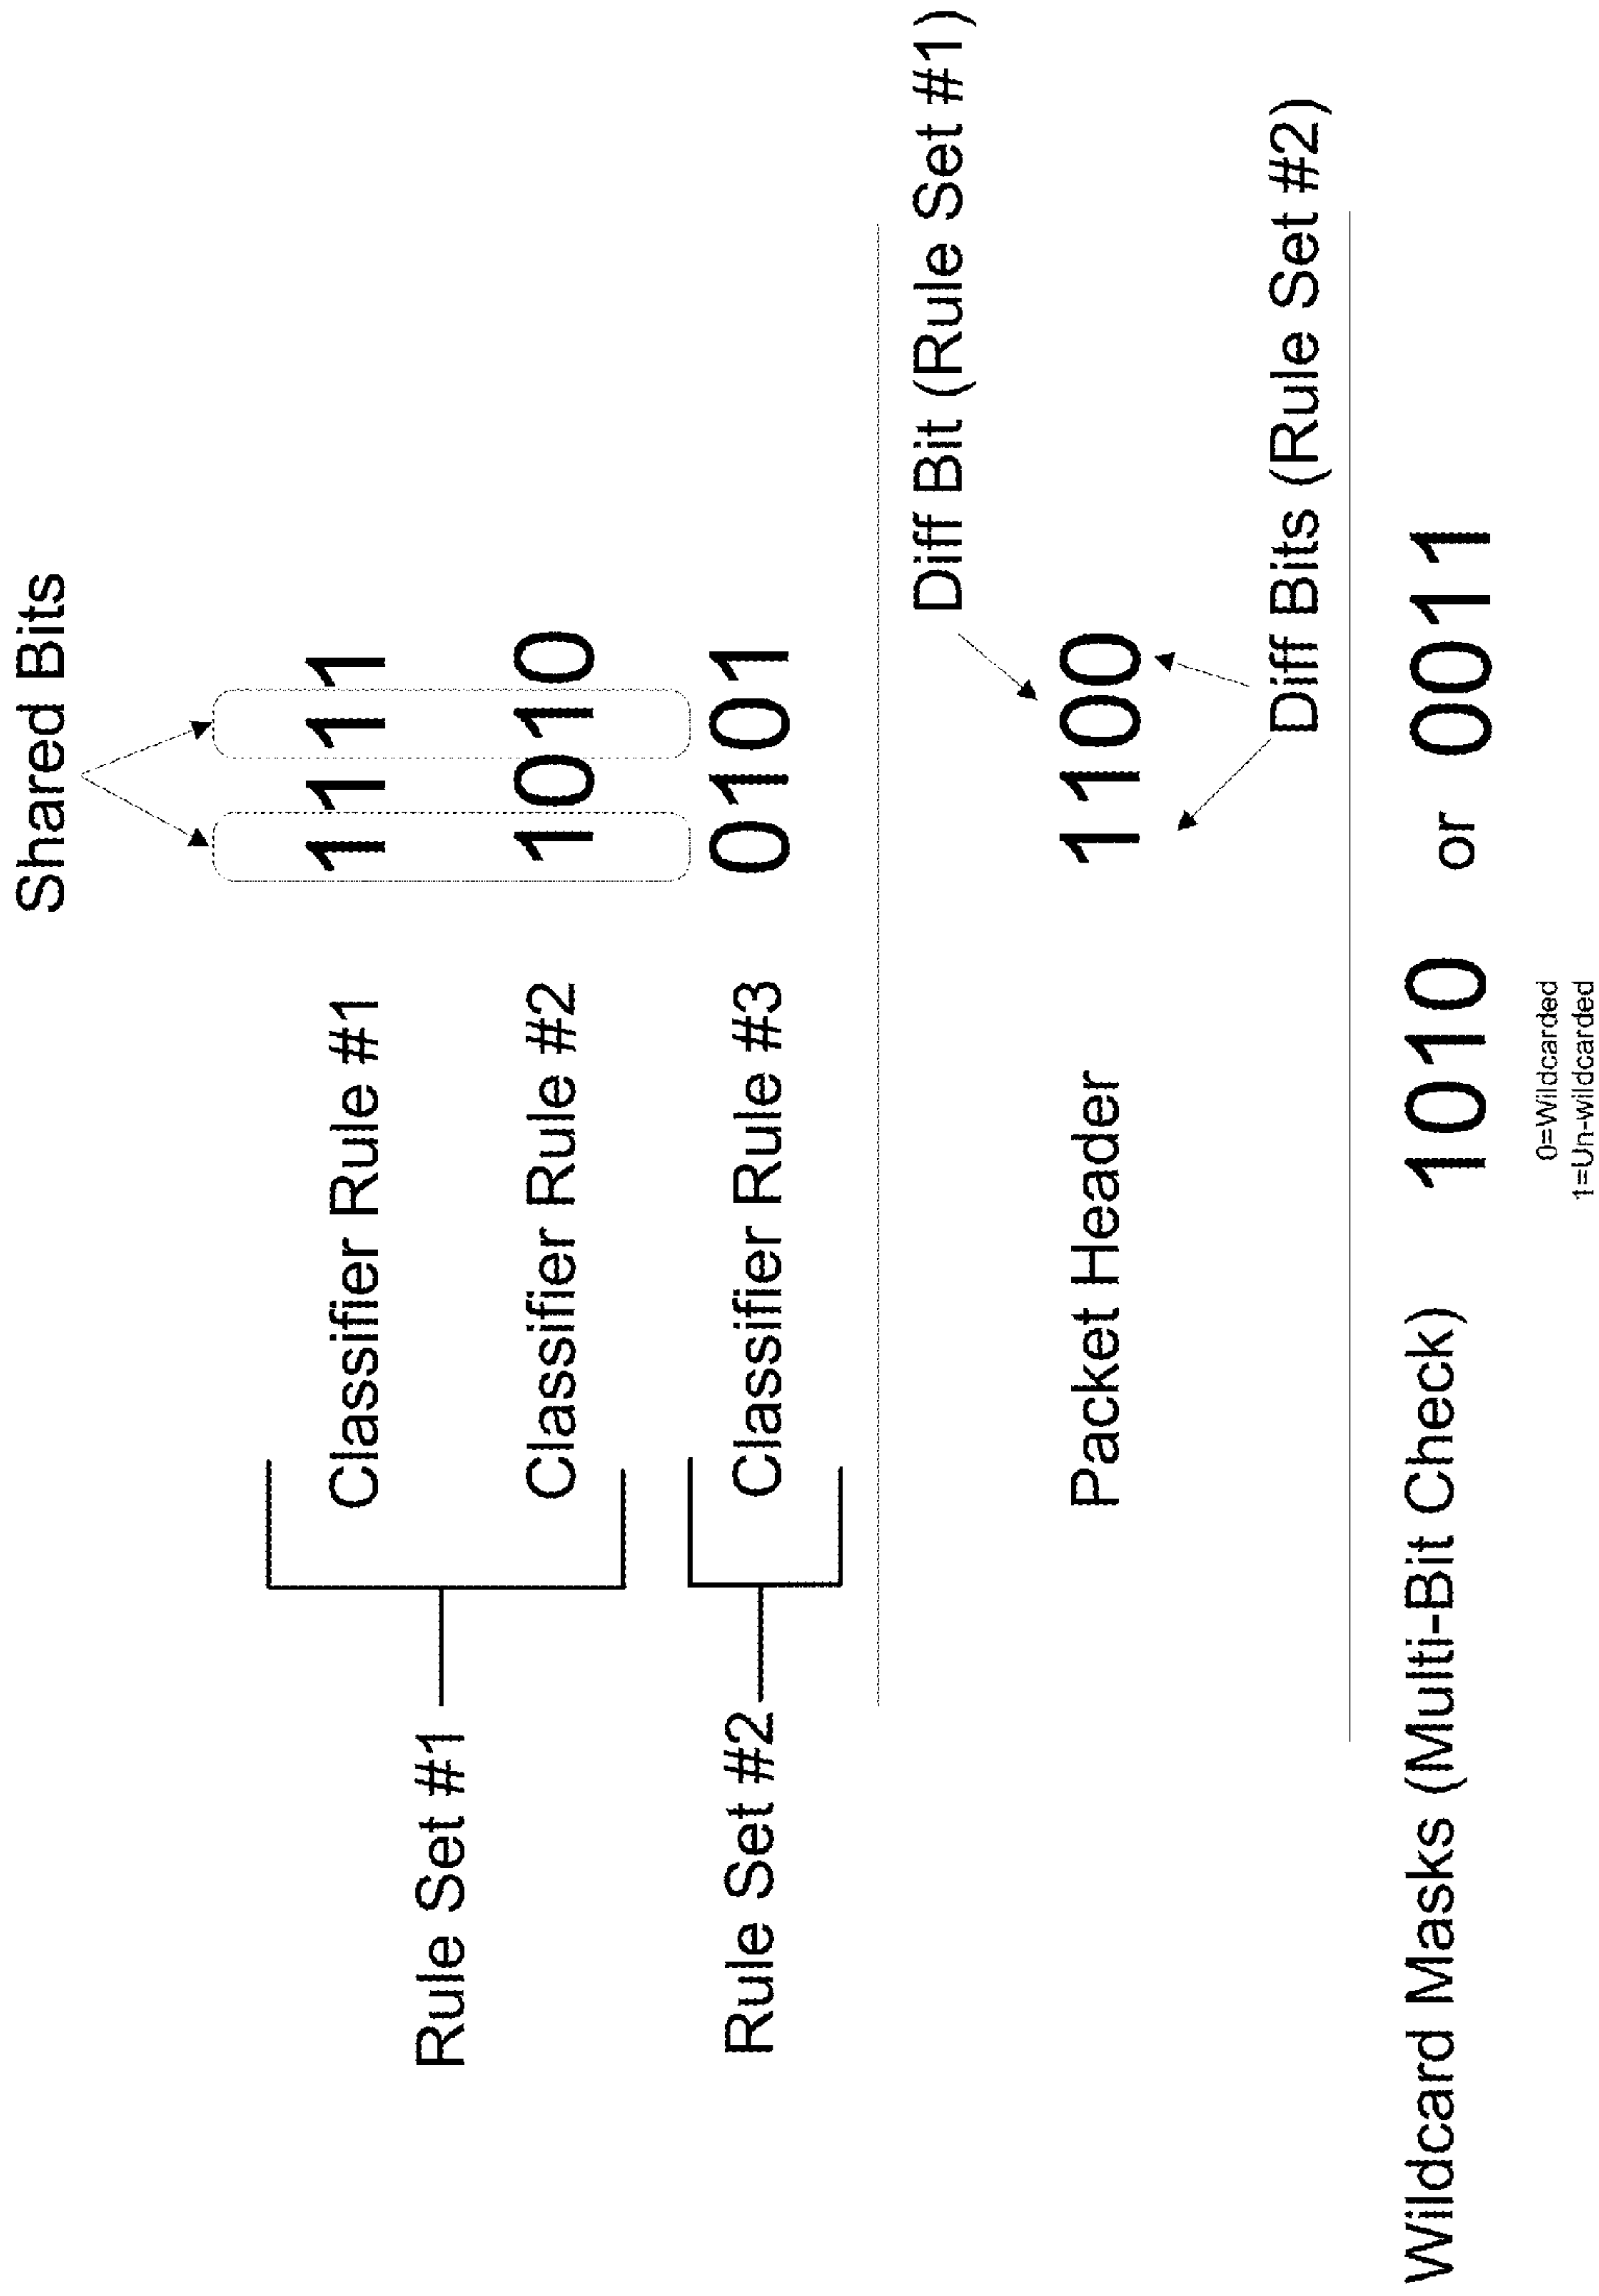 Shared Bits
Rule Set #1
Classifier Rule #1 1111
Classifier Rule #2 1010
Rule Set #2
Classifier Rule #3 0101
Diff Bit (Rule Set #1)
Packet Header 1100
Diff Bits (Rule Set #2)
Wildcard Masks (Multi-Bit Check) 1010 or 0011
0=Wildcarded
1=Un-wildcarded